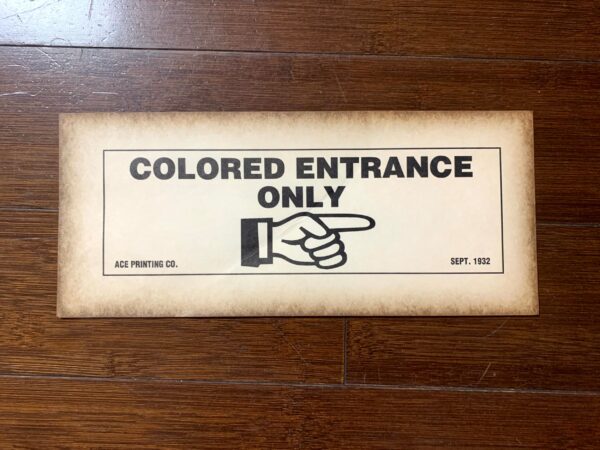 COLORED ENTRANCE
ONLY
ACE PRINTING CO.
SEPT. 1932